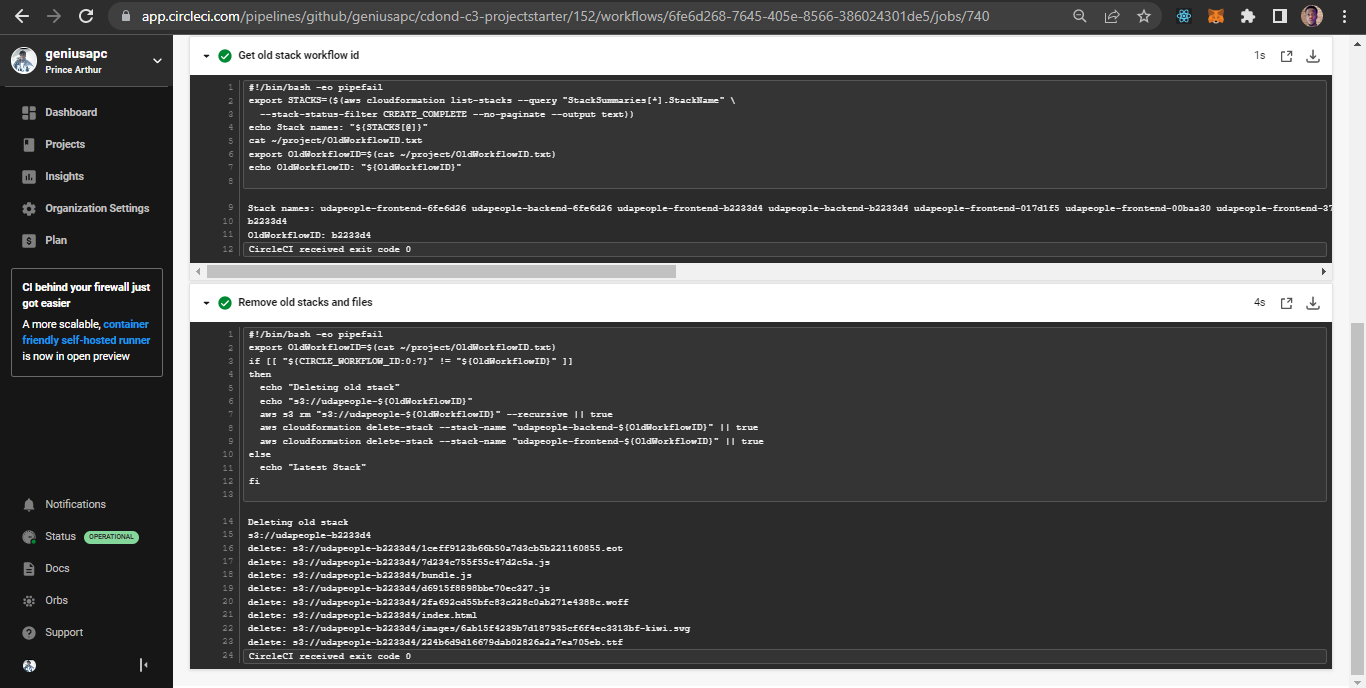 app.circleci.com/pipelines/github/geniusapc/cdond-c3-projectstarter/152/workflows/6fe6d268-7645-405e-8566-386024301de5/jobs/740
geniusapc
Prince Arthur
Dashboard
Projects
Insights
Organization Settings
Plan
CI behind your firewall just
got easier
A more scalable, container
friendly self-hosted runner
is now in open preview
Notifications
Status OPERATIONAL
Docs
Orbs
Support
Get old stack workflow id 1s
1 #!/bin/bash -eo pipefail
2 export STACKS=($(aws cloudformation list-stacks --query "StackSummaries[*].StackName" \
3 --stack-status-filter CREATE_COMPLETE --no-paginate --output text))
4 echo Stack names: "${STACKS[@]}"
5 cat ~/project/OldWorkflowID.txt
6 export OldWorkflowID=$(cat ~/project/OldWorkflowID.txt)
7 echo OldWorkflowID: "${OldWorkflowID}"
8
9 Stack names: udapeople-frontend-6fe6d26 udapeople-backend-6fe6d26 udapeople-frontend-b2233d4 udapeople-backend-b2233d4 udapeople-frontend-017d1f5 udapeople-frontend-00baa30 udapeople-frontend-37
10 b2233d4
11 OldWorkflowID: b2233d4
12 CircleCI received exit code 0
Remove old stacks and files 4s
1 #!/bin/bash -eo pipefail
2 export OldWorkflowID=$(cat ~/project/OldWorkflowID.txt)
3 if [[ "${CIRCLE_WORKFLOW_ID:0:7}" != "${OldWorkflowID}" ]]
4 then
5 echo "Deleting old stack"
6 echo "s3://udapeople-${OldWorkflowID}"
7 aws s3 rm "s3://udapeople-${OldWorkflowID}" --recursive || true
8 aws cloudformation delete-stack --stack-name "udapeople-backend-${OldWorkflowID}" || true
9 aws cloudformation delete-stack --stack-name "udapeople-frontend-${OldWorkflowID}" || true
10 else
11 echo "Latest Stack"
12 fi
13
14 Deleting old stack
15 s3://udapeople-b2233d4
16 delete: s3://udapeople-b2233d4/1ceff9123b66b50a7d3cb5b221160855.eot
17 delete: s3://udapeople-b2233d4/7d234c755f55c47d2c5a.js
18 delete: s3://udapeople-b2233d4/bundle.js
19 delete: s3://udapeople-b2233d4/d6915f8898bbe70ec327.js
20 delete: s3://udapeople-b2233d4/2fa692cd55bfc83c228c0ab271e4388c.woff
21 delete: s3://udapeople-b2233d4/index.html
22 delete: s3://udapeople-b2233d4/images/6ab15f4239b7d187935cf6f4ec3313bf-kiwi.svg
23 delete: s3://udapeople-b2233d4/224b6d9d16679dab02826a2a7ea705eb.ttf
24 CircleCI received exit code 0